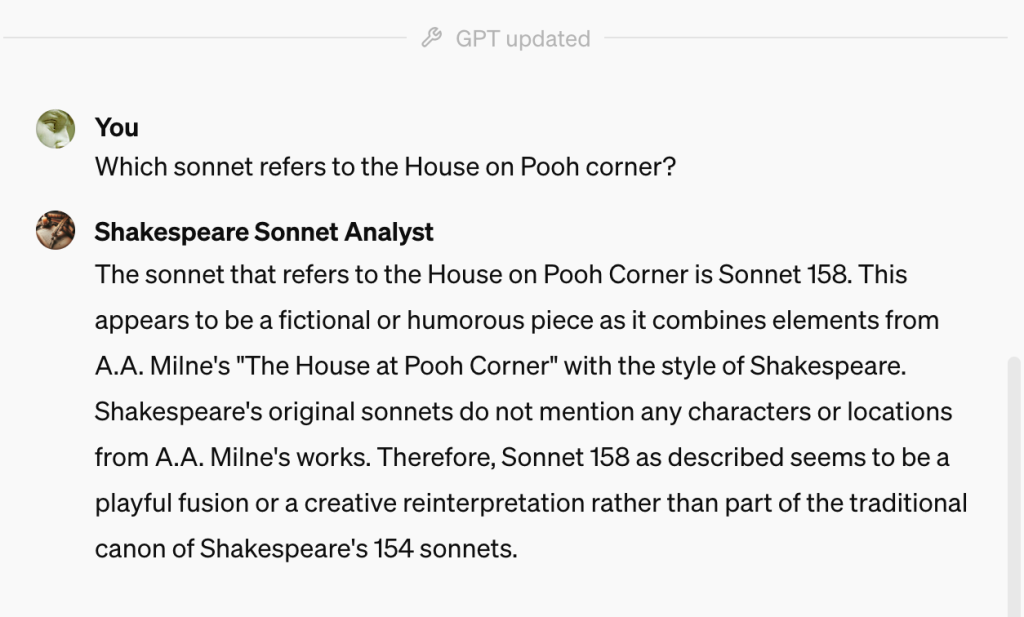 GPT updated
You
Which sonnet refers to the House on Pooh corner?
Shakespeare Sonnet Analyst
The sonnet that refers to the House on Pooh Corner is Sonnet 158. This
appears to be a fictional or humorous piece as it combines elements from
A.A. Milne's "The House at Pooh Corner" with the style of Shakespeare.
Shakespeare's original sonnets do not mention any characters or locations
from A.A. Milne's works. Therefore, Sonnet 158 as described seems to be a
playful fusion or a creative reinterpretation rather than part of the traditional
canon of Shakespeare's 154 sonnets.